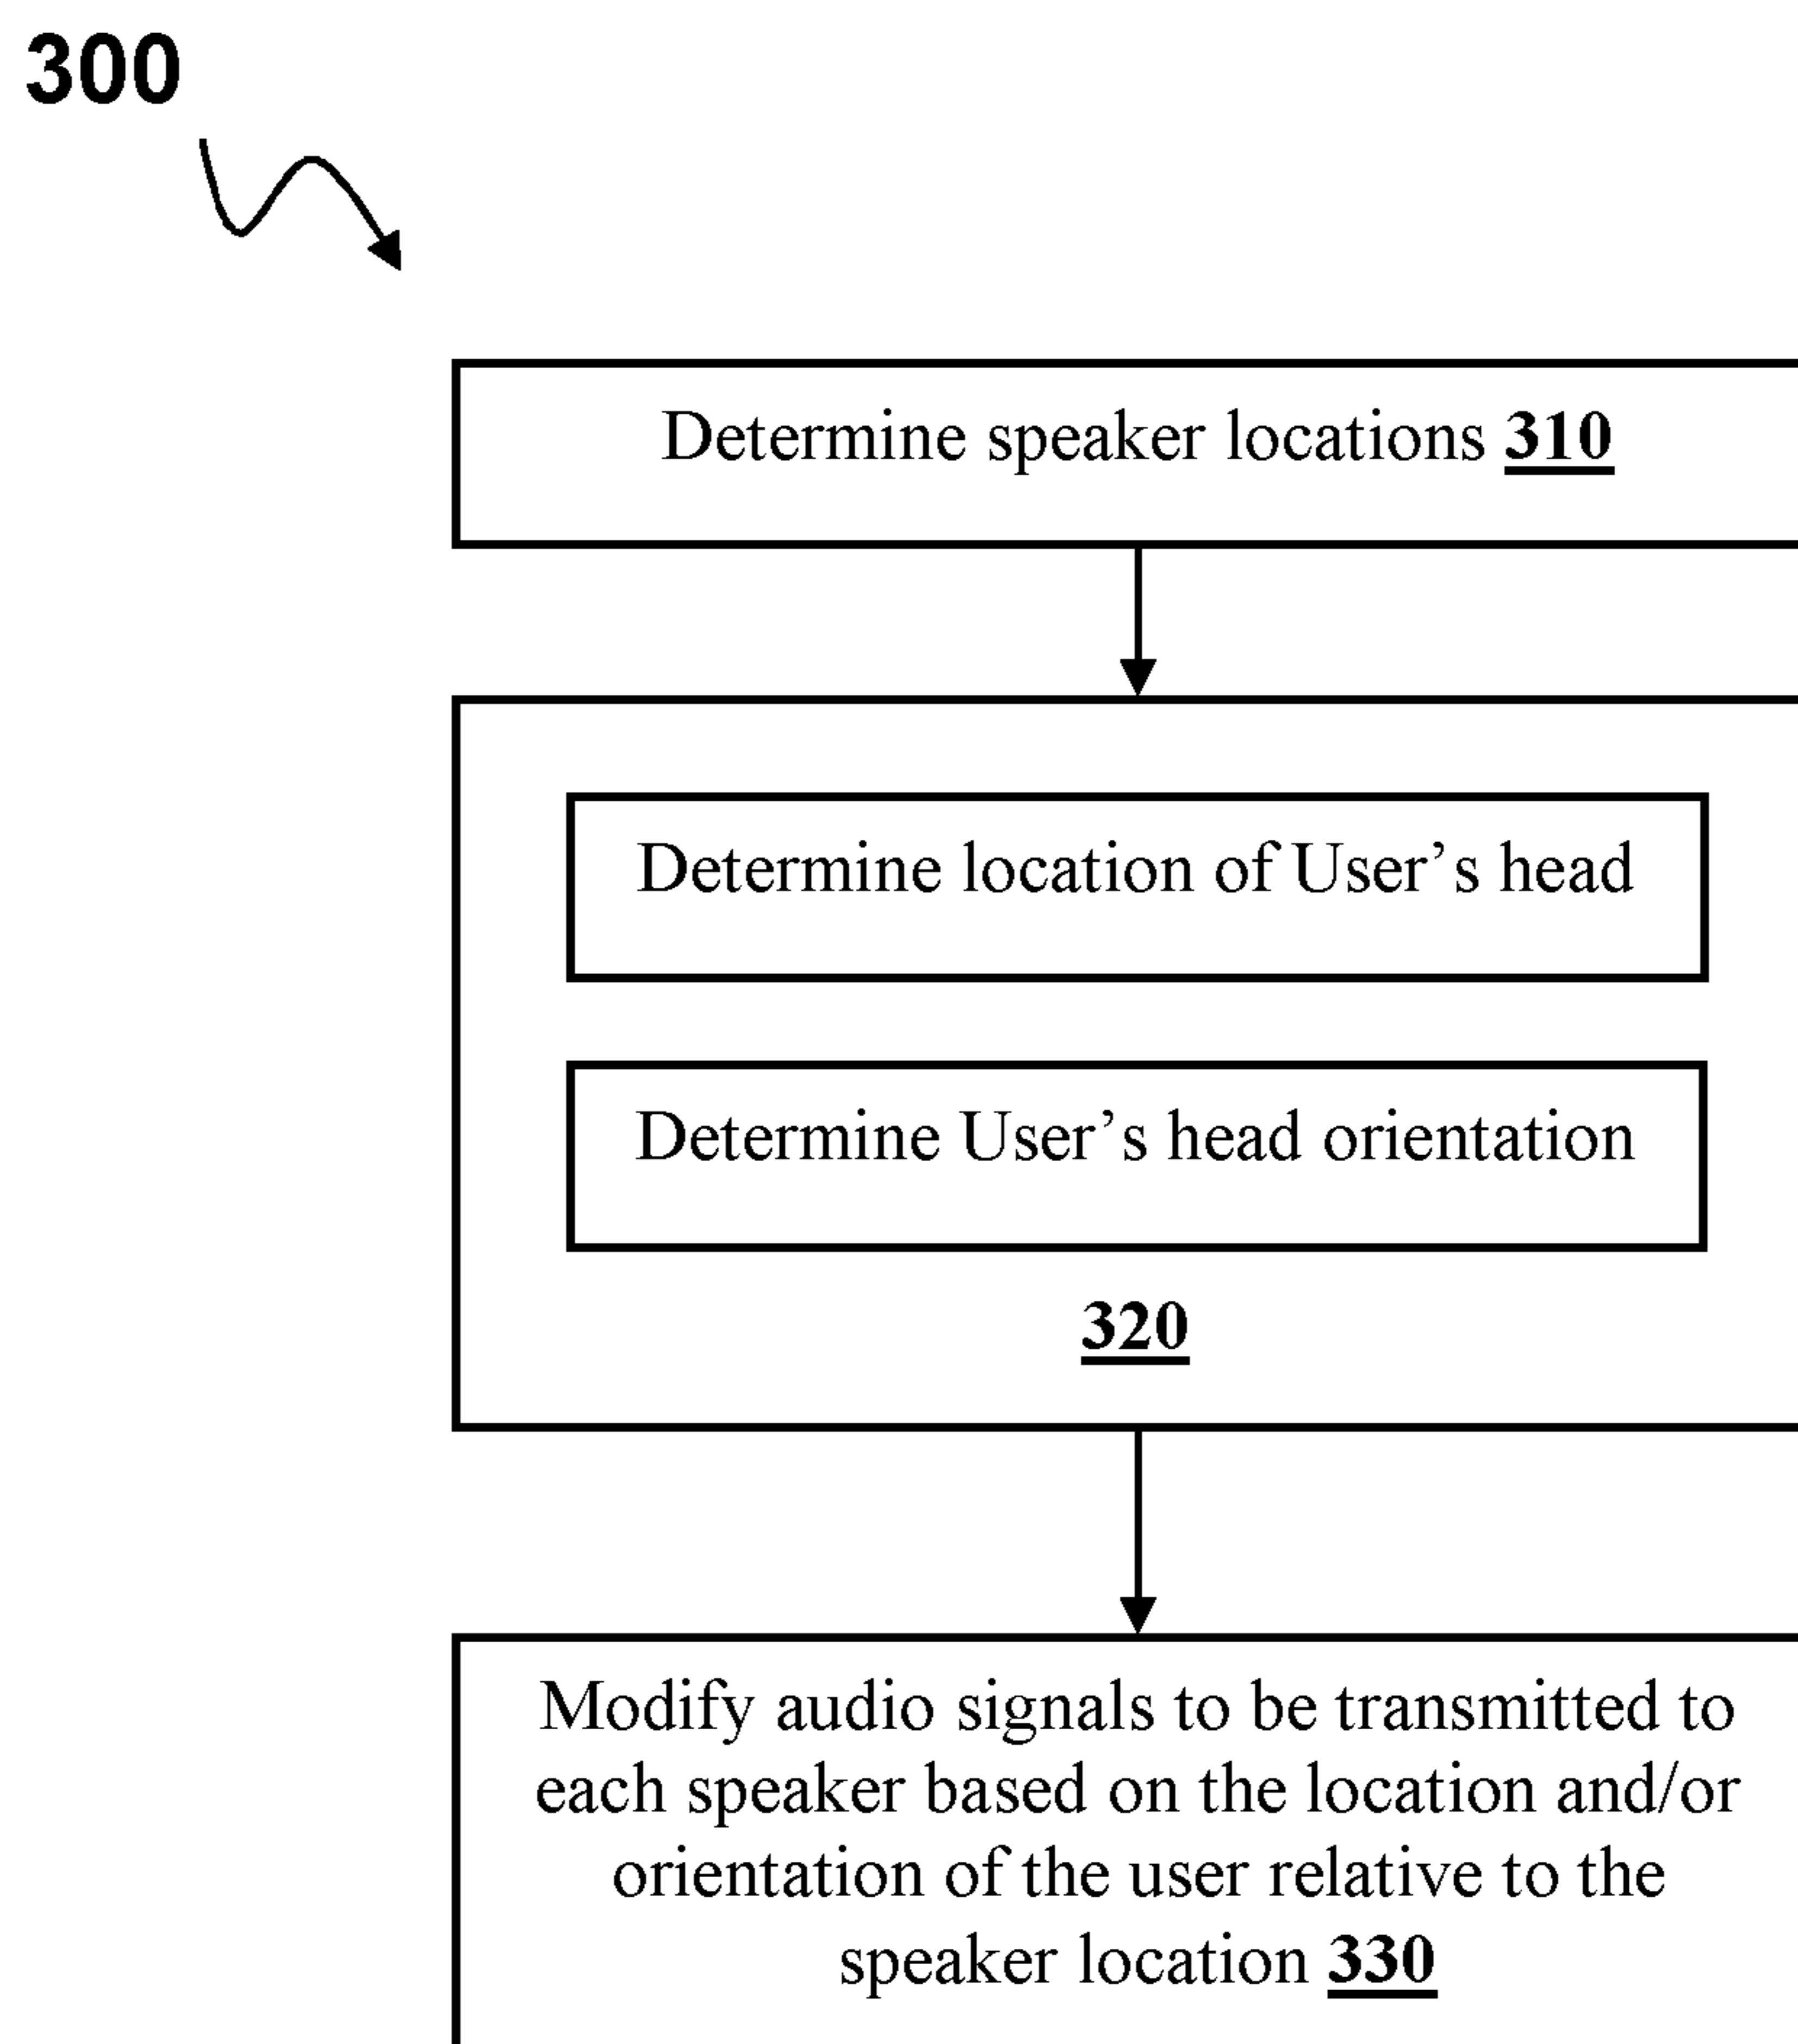 300
Determine speaker locations 310
Determine location of User’s head
Determine User’s head orientation
320
Modify audio signals to be transmitted to
each speaker based on the location and/or
orientation of the user relative to the
speaker location 330